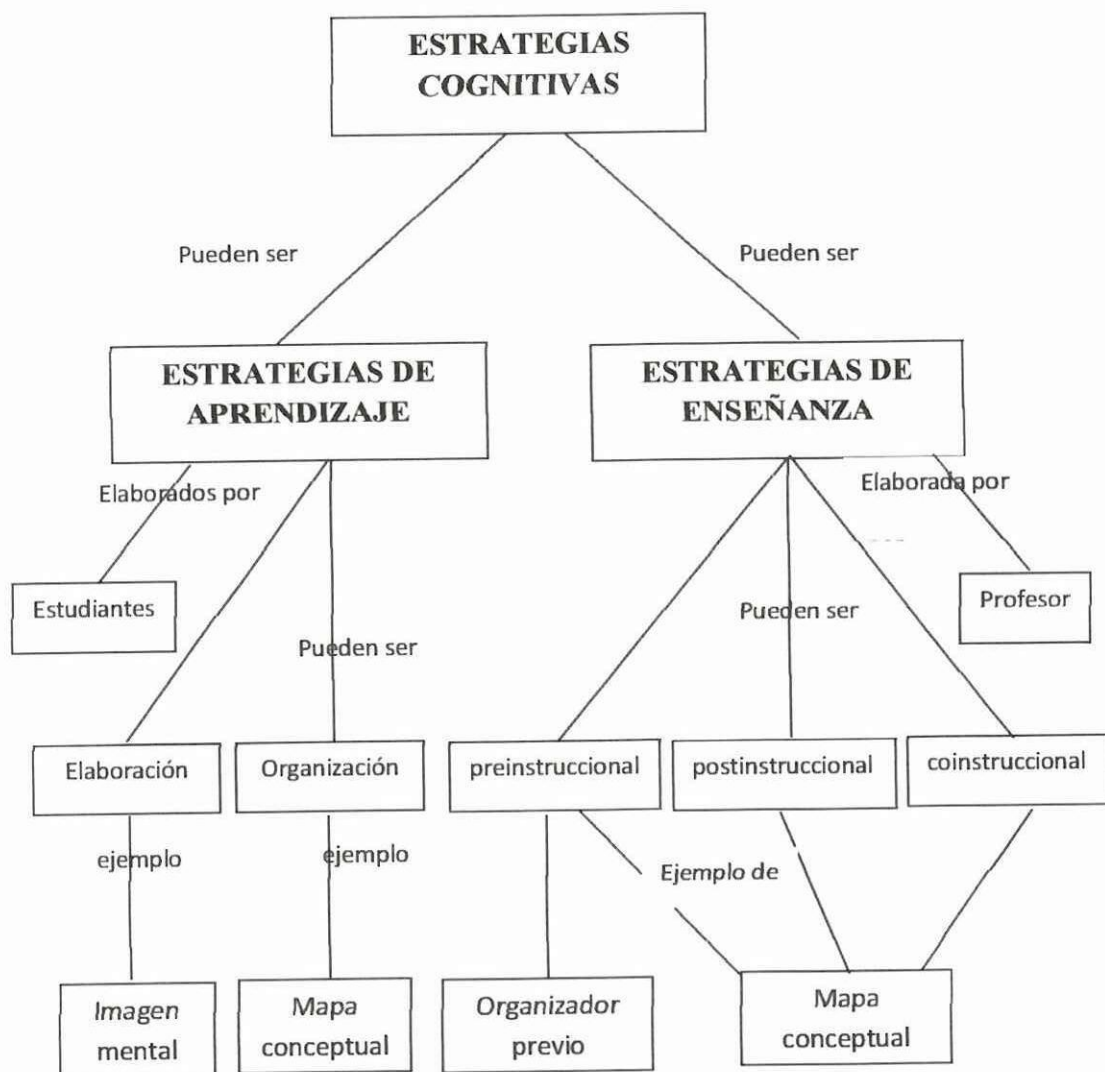 ESTRATEGIAS
COGNITIVAS
Pueden ser
Pueden ser
ESTRATEGIAS DE
APRENDIZAJE
ESTRATEGIAS DE
ENSEÑANZA
Elaborados por
Elaborada por
Estudiantes
Profesor
Pueden ser
Pueden ser
Elaboración
Organización
preinstruccional
postinstruccional
coinstruccional
ejemplo
ejemplo
Ejemplo de
Imagen
mental
Mapa
conceptual
Organizador
previo
Mapa
conceptual